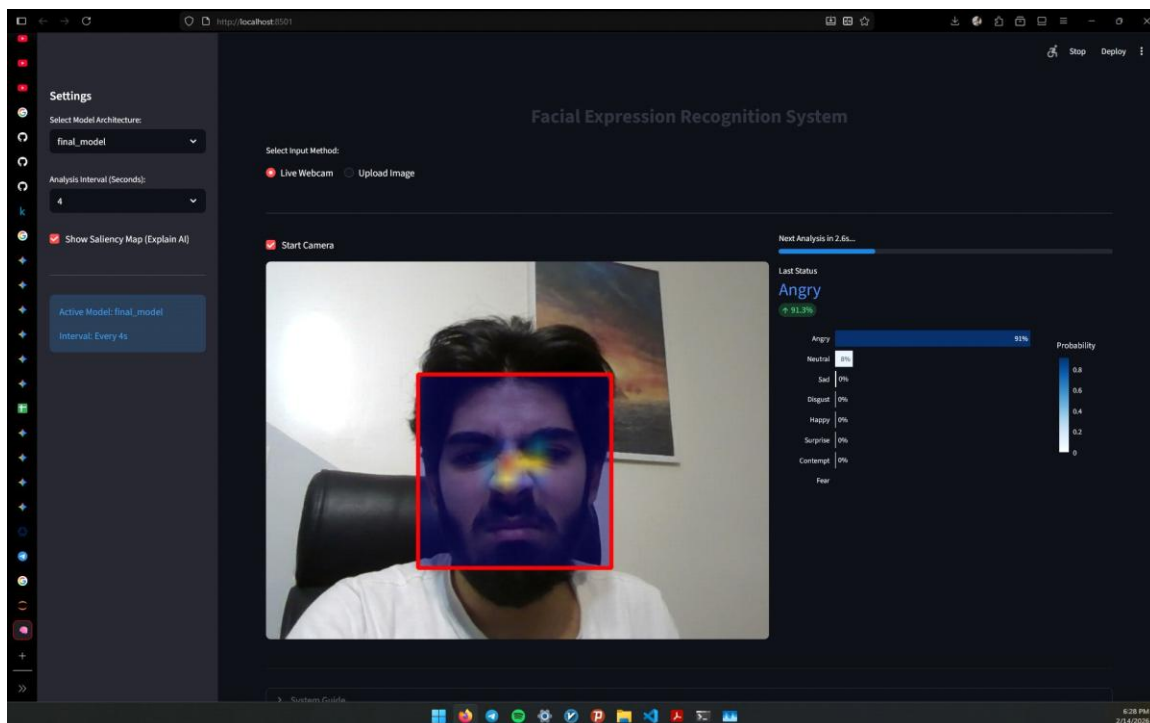 http://localhost:8501
Stop Deploy
Settings
Select Model Architecture:
final_model
Analysis Interval (Seconds):
4
Show Saliency Map (Explain AI)
Active Model: final_model
Interval: Every 4s
Facial Expression Recognition System
Select Input Method:
Live Webcam Upload Image
Start Camera
Next Analysis in 2.6s...
Last Status
Angry
↑ 91.3%
Angry 91%
Neutral 8%
Sad 0%
Disgust 0%
Happy 0%
Surprise 0%
Contempt 0%
Fear
Probability
0.8
0.6
0.4
0.2
0
System Guide
6:28 PM
2/14/2026